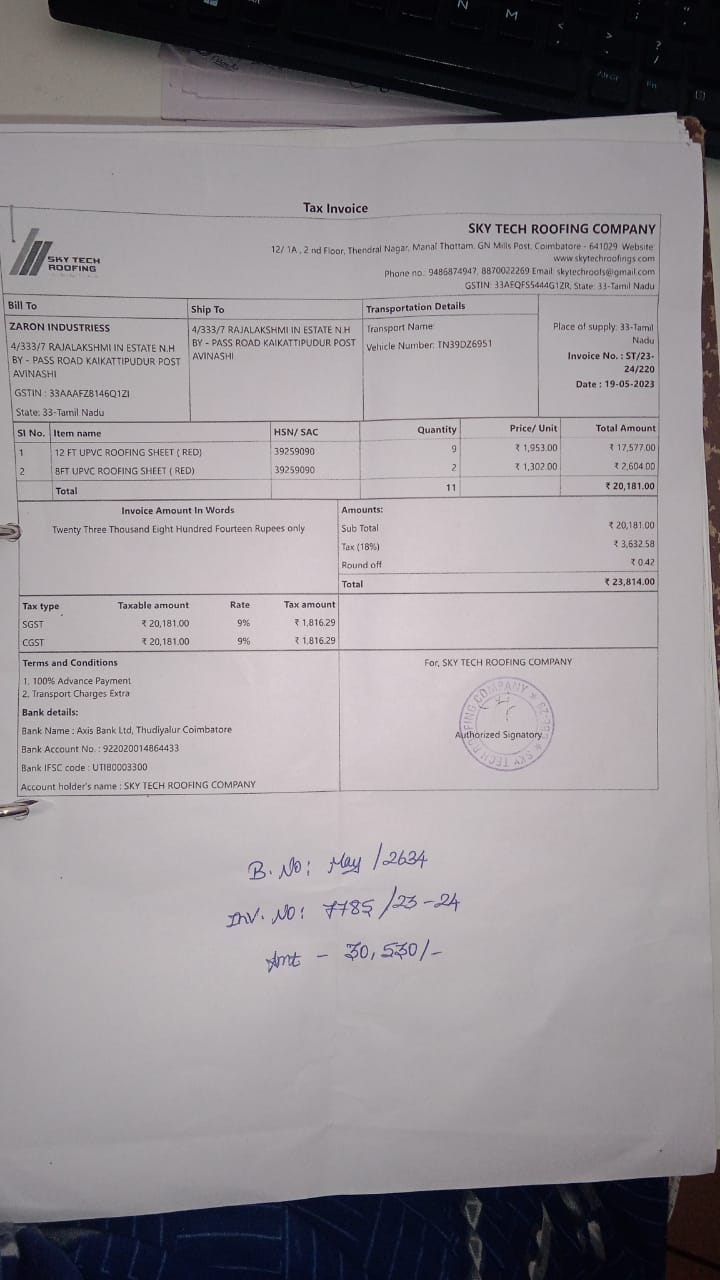 Tax Invoice
SKY TECH ROOFING
SKY TECH ROOFING COMPANY
12/ 1A , 2 nd Floor, Thendral Nagar, Manal Thottam, GN Mills Post, Coimbatore - 641029 Website:
www.skytechroofings.com
Phone no.: 9486874947, 8870022269 Email: skytechroofs@gmail.com
GSTIN: 33AEQFS5444G1ZR, State: 33-Tamil Nadu
Bill To
ZARON INDUSTRIESS
4/333/7 RAJALAKSHMI IN ESTATE N.H
BY - PASS ROAD KAIKATTIPUDUR POST
AVINASHI
GSTIN : 33AAAFZ8146Q1ZI
State: 33-Tamil Nadu
Ship To
4/333/7 RAJALAKSHMI IN ESTATE N.H
BY - PASS ROAD KAIKATTIPUDUR POST
AVINASHI
Transportation Details
Transport Name:
Vehicle Number: TN39DZ6951
Place of supply: 33-Tamil
Nadu
Invoice No. : ST/23-
24/220
Date : 19-05-2023
Sl No. Item name HSN/ SAC Quantity Price/ Unit Total Amount
1 12 FT UPVC ROOFING SHEET ( RED) 39259090 9 ₹ 1,953.00 ₹ 17,577.00
2 8FT UPVC ROOFING SHEET ( RED) 39259090 2 ₹ 1,302.00 ₹ 2,604.00
Total 11 ₹ 20,181.00
Invoice Amount In Words
Twenty Three Thousand Eight Hundred Fourteen Rupees only
Amounts:
Sub Total ₹ 20,181.00
Tax (18%) ₹ 3,632.58
Round off ₹ 0.42
Total ₹ 23,814.00
Tax type Taxable amount Rate Tax amount
SGST ₹ 20,181.00 9% ₹ 1,816.29
CGST ₹ 20,181.00 9% ₹ 1,816.29
Terms and Conditions
1. 100% Advance Payment
2. Transport Charges Extra
Bank details:
Bank Name : Axis Bank Ltd, Thudiyalur Coimbatore
Bank Account No. : 922020014864433
Bank IFSC code : UTIB0003300
Account holder's name : SKY TECH ROOFING COMPANY
For, SKY TECH ROOFING COMPANY
Authorized Signatory
B. No: May /2634
Inv. No: 7785 /23-24
Amt - 30,530/-